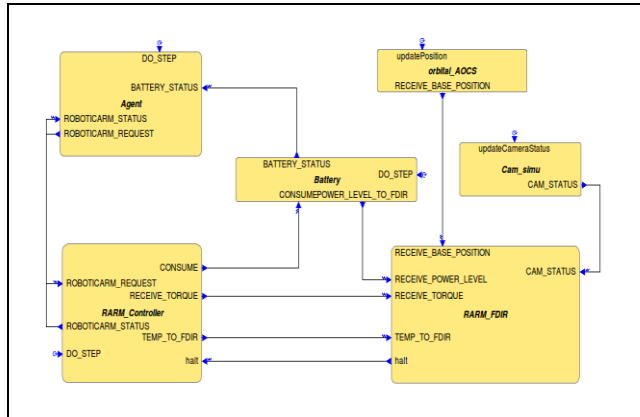 DO_STEP
BATTERY_STATUS
Agent
ROBOTICARM_STATUS
ROBOTICARM_REQUEST
updatePosition
orbital_AOCS
RECEIVE_BASE_POSITION
updateCameraStatus
Cam_simu
CAM_STATUS
BATTERY_STATUS
Battery
DO_STEP
CONSUMEPOWER_LEVEL_TO_FDIR
CONSUME
ROBOTICARM_REQUEST
RECEIVE_TORQUE
RARM_Controller
ROBOTICARM_STATUS
TEMP_TO_FDIR
DO_STEP
halt
RECEIVE_BASE_POSITION
CAM_STATUS
RECEIVE_POWER_LEVEL
RECEIVE_TORQUE
RARM_FDIR
TEMP_TO_FDIR
halt